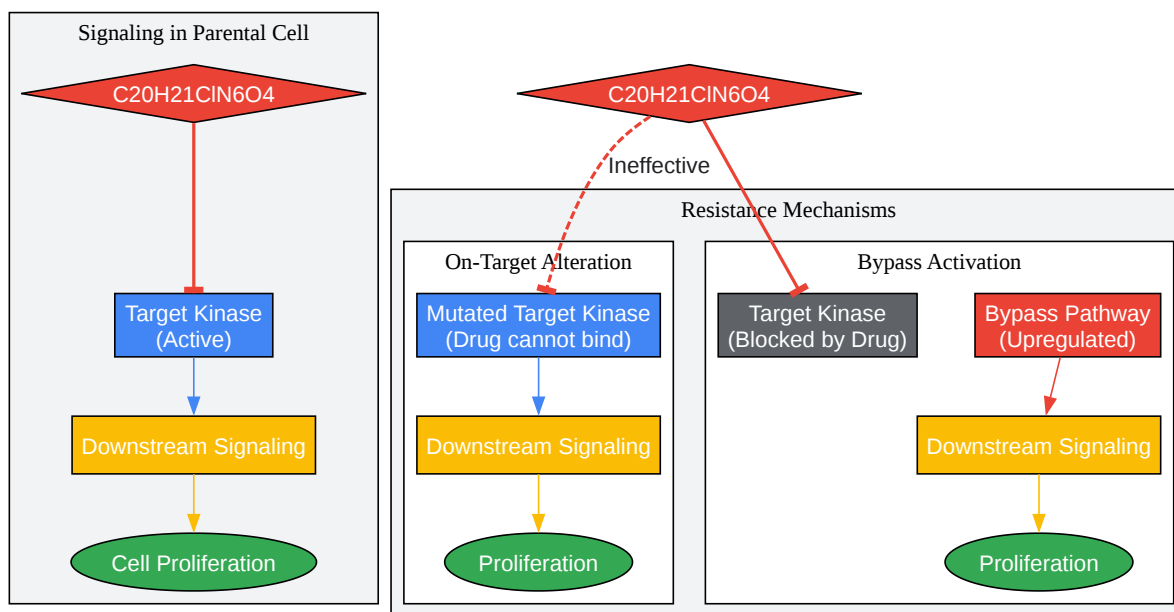 Signaling in Parental Cell
C20H21ClN6O4
Target Kinase
(Active)
Downstream Signaling
Cell Proliferation
C20H21ClN6O4
Ineffective
Resistance Mechanisms
On-Target Alteration
Mutated Target Kinase
(Drug cannot bind)
Downstream Signaling
Proliferation
Bypass Activation
Target Kinase
(Blocked by Drug)
Bypass Pathway
(Upregulated)
Downstream Signaling
Proliferation